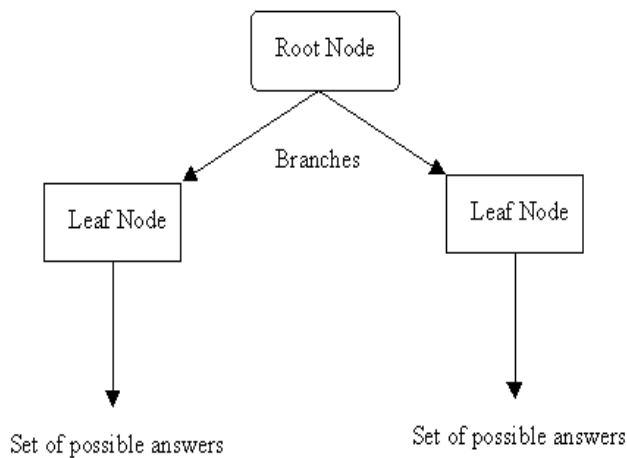 Root Node
Branches
Leaf Node
Leaf Node
Set of possible answers
Set of possible answers